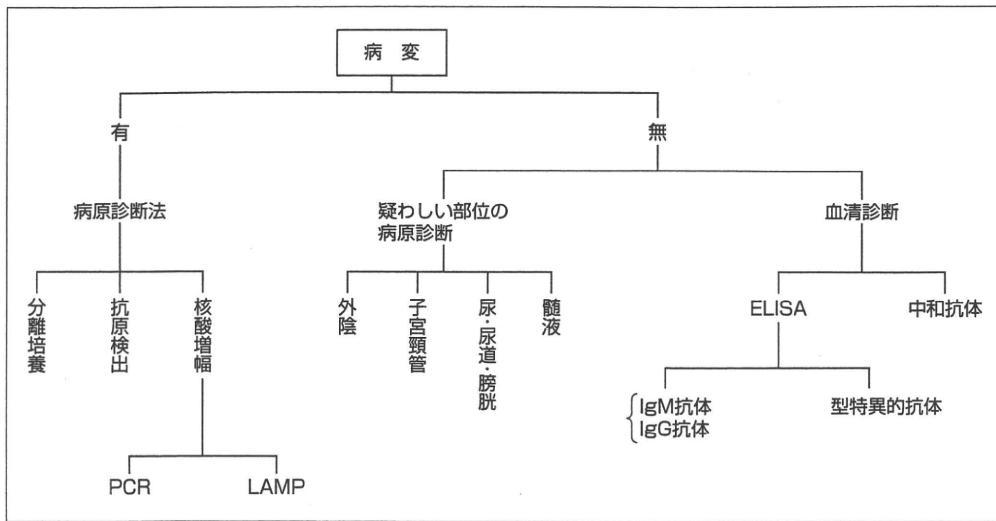 病 変
有
無
病原診断法
疑わしい部位の
病原診断
血清診断
分離培養
抗原検出
核酸増幅
外陰
子宮頸管
尿・尿道・膀胱
髄液
ELISA
中和抗体
IgM抗体
IgG抗体
型特異的抗体
PCR
LAMP